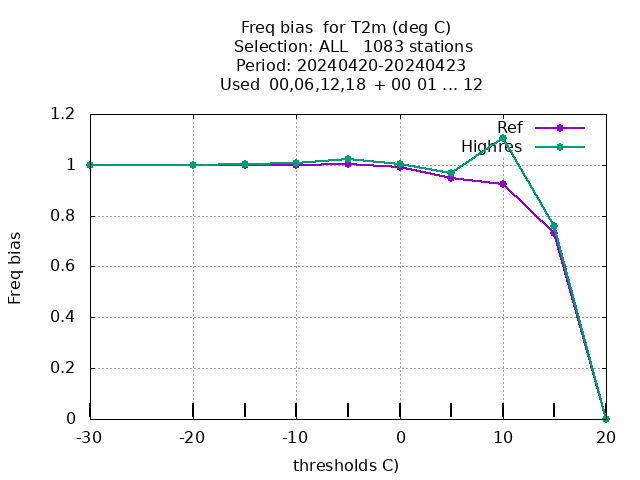 Freq bias  for T2m (deg C)
Selection: ALL   1083 stations
Period: 20240420-20240423
Used  00,06,12,18  + 00 01 ... 12
Ref
Highres
1.2
1
0.8
0.6
0.4
0.2
0
Freq bias
-30
-20
-10
0
10
20
thresholds C)